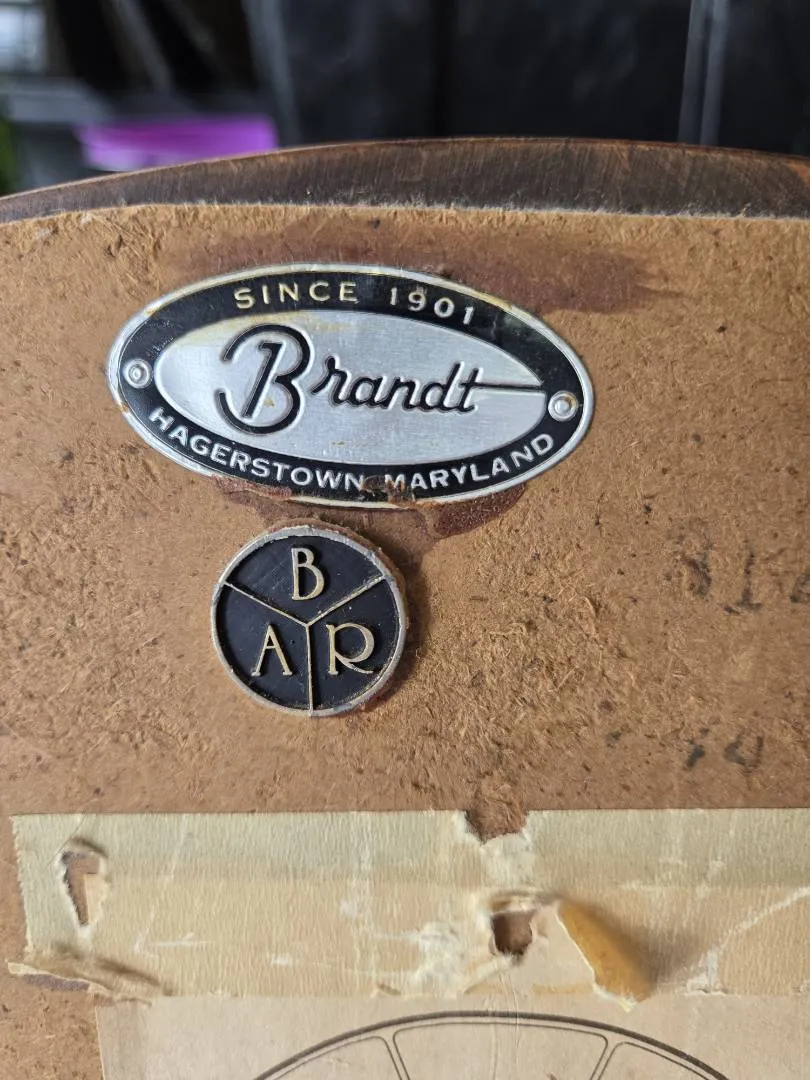 SINCE 1901
Brandt
HAGERSTOWN MARYLAND
B
A R